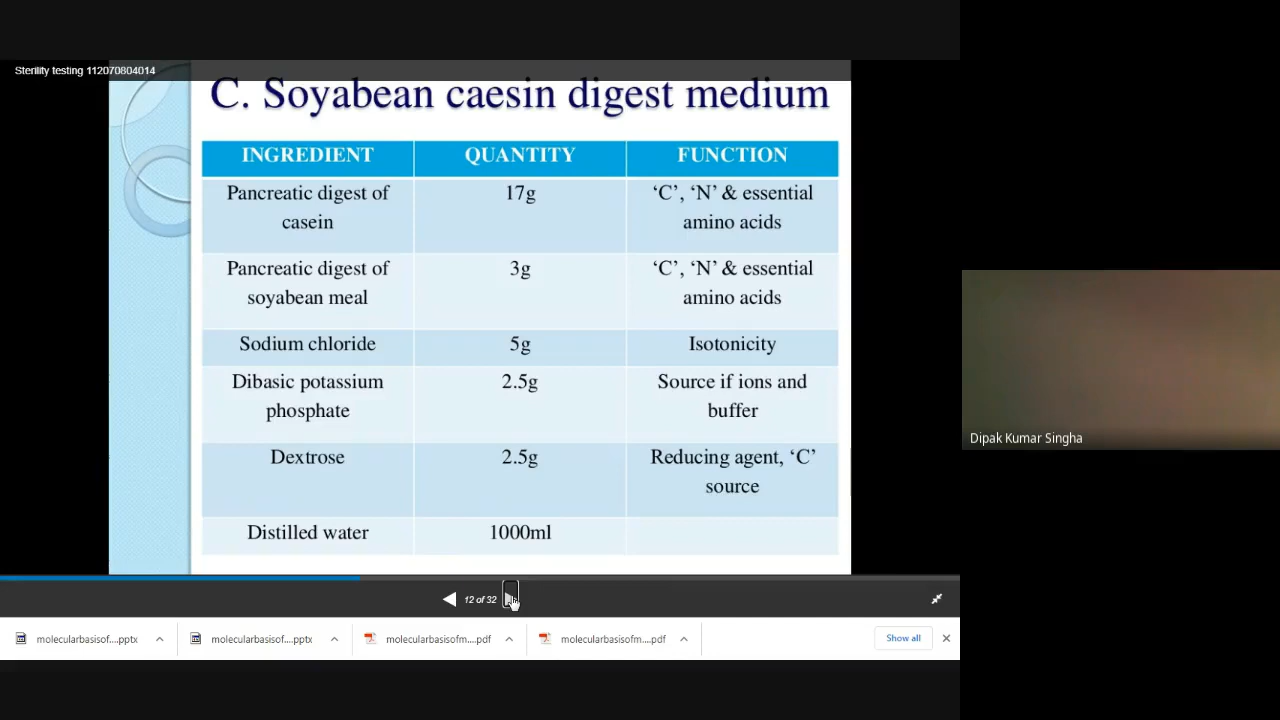 Sterility testing 112070804014
C. Soyabean caesin digest medium
INGREDIENT QUANTITY FUNCTION
Pancreatic digest of casein 17g ‘C’, ‘N’ & essential amino acids
Pancreatic digest of soyabean meal 3g ‘C’, ‘N’ & essential amino acids
Sodium chloride 5g Isotonicity
Dibasic potassium phosphate 2.5g Source if ions and buffer
Dextrose 2.5g Reducing agent, ‘C’ source
Distilled water 1000ml
Dipak Kumar Singha
12 of 32
molecularbasisof....pptx molecularbasisof....pptx molecularbasisofm....pdf molecularbasisofm....pdf Show all